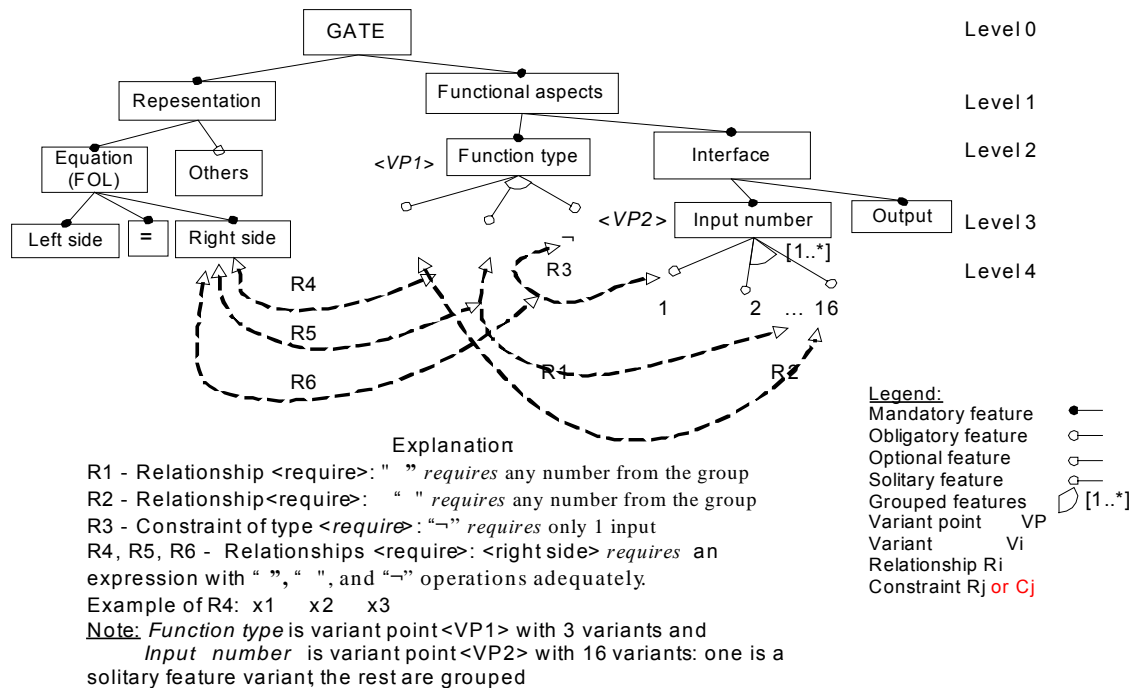 GATE
Level 0
Repesentation
Functional aspects
Level 1
Equation
(FOL)
Others
<VP1>
Function type
Interface
Level 2
Left side
=
Right side
<VP2>
Input number
Output
Level 3
¬
[1..*]
R3
Level 4
R4
1
2
...
16
R5
R6
R1
R2
Legend:
Mandatory feature
Obligatory feature
Optional feature
Solitary feature
Grouped features [1..*]
Variant point VP
Variant Vi
Relationship Ri
Constraint Rj or Cj
Explanation:
R1 - Relationship <require>: " ” requires any number from the group
R2 - Relationship<require>: “ " requires any number from the group
R3 - Constraint of type <require>: “¬” requires only 1 input
R4, R5, R6 - Relationships <require>: <right side> requires an
expression with “ ”, “ ", and “¬” operations adequately.
Example of R4: x1 x2 x3
Note: Function type is variant point <VP1> with 3 variants and
Input number is variant point <VP2> with 16 variants: one is a
solitary feature variant, the rest are grouped